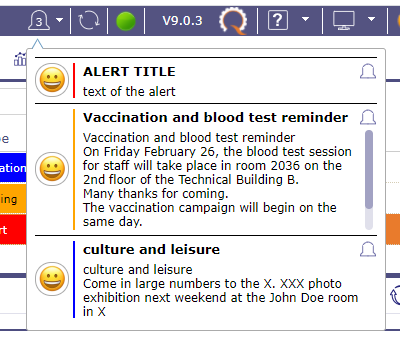 3
V9.0.3
?
ALERT TITLE
text of the alert
Vaccination and blood test reminder
Vaccination and blood test reminder
On Friday February 26, the blood test session
for staff will take place in room 2036 on the
2nd floor of the Technical Building B.
Many thanks for coming.
The vaccination campaign will begin on the
same day.
culture and leisure
culture and leisure
Come in large numbers to the X. XXX photo
exhibition next weekend at the John Doe room
in X